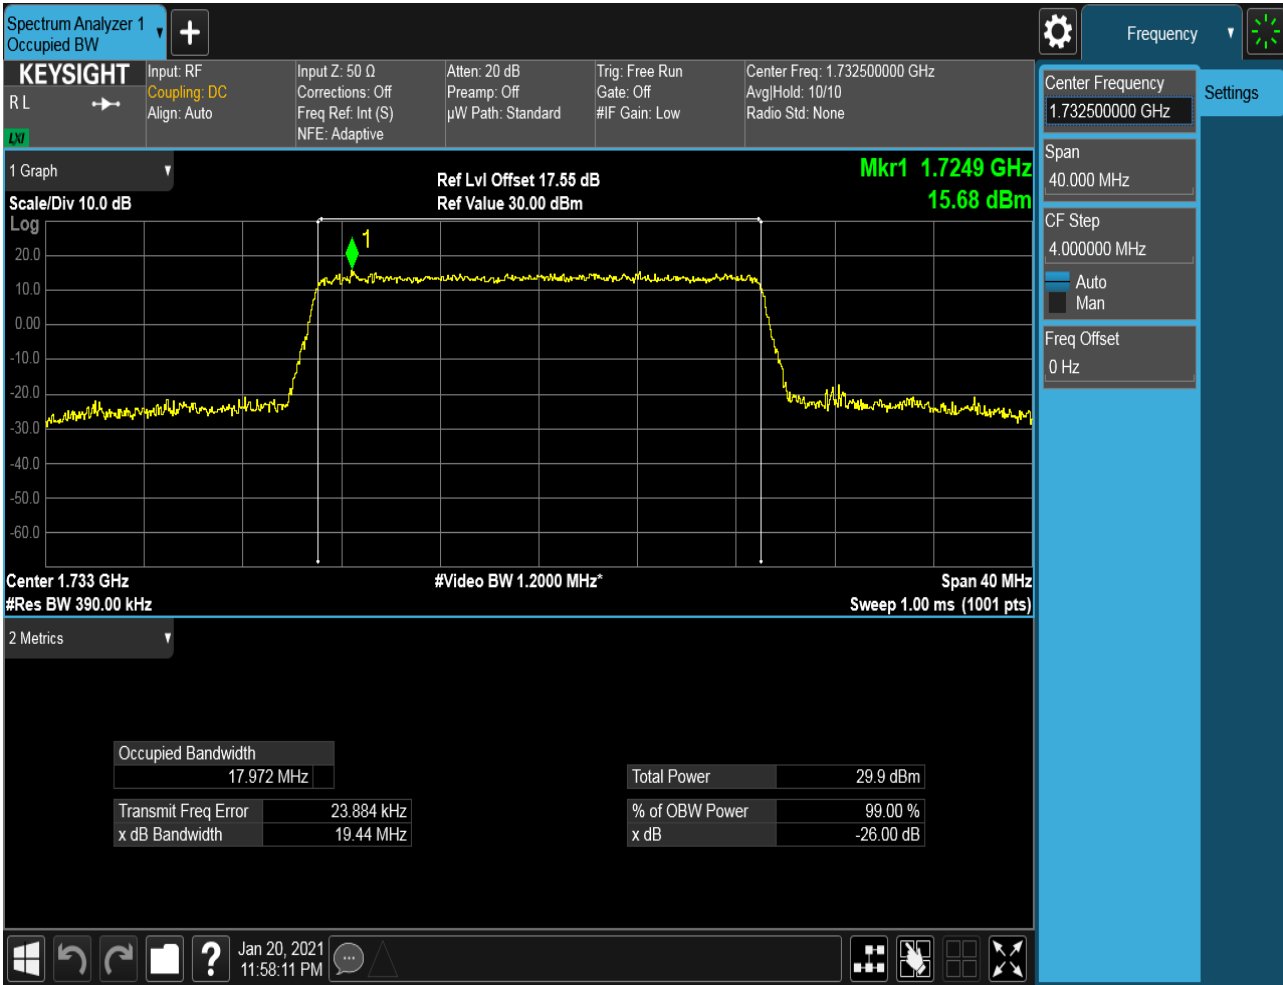 Spectrum Analyzer 1
Occupied BW
Frequency
KEYSIGHT
R L
LXI
Input: RF
Coupling: DC
Align: Auto
Input Z: 50 Ω
Corrections: Off
Freq Ref: Int (S)
NFE: Adaptive
Atten: 20 dB
Preamp: Off
µW Path: Standard
Trig: Free Run
Gate: Off
#IF Gain: Low
Center Freq: 1.732500000 GHz
Avg|Hold: 10/10
Radio Std: None
Center Frequency
1.732500000 GHz
Settings
Span
40.000 MHz
CF Step
4.000000 MHz
Auto
Man
Freq Offset
0 Hz
1 Graph
Scale/Div 10.0 dB
Log
Ref Lvl Offset 17.55 dB
Ref Value 30.00 dBm
Mkr1 1.7249 GHz
15.68 dBm
1
20.0
10.0
0.00
-10.0
-20.0
-30.0
-40.0
-50.0
-60.0
Center 1.733 GHz
#Res BW 390.00 kHz
#Video BW 1.2000 MHz*
Span 40 MHz
Sweep 1.00 ms (1001 pts)
2 Metrics
Occupied Bandwidth
17.972 MHz
Transmit Freq Error 23.884 kHz
x dB Bandwidth 19.44 MHz
Total Power 29.9 dBm
% of OBW Power 99.00 %
x dB -26.00 dB
?
Jan 20, 2021
11:58:11 PM